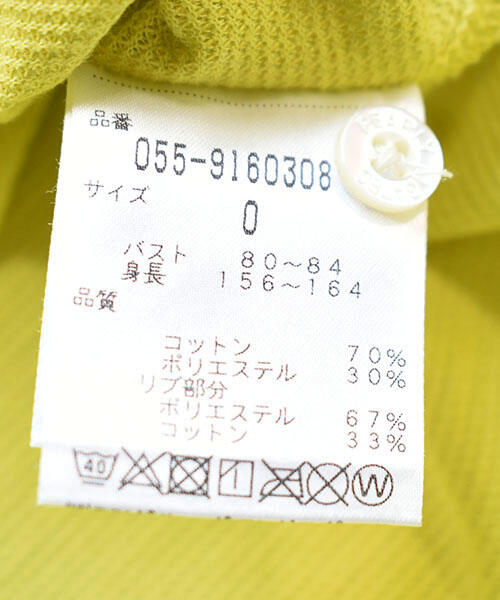 品番
055-9160308
サイズ
0
バスト 80～84
身長 156～164
品質
コットン 70%
ポリエステル 30%
リブ部分
ポリエステル 67%
コットン 33%
40 W